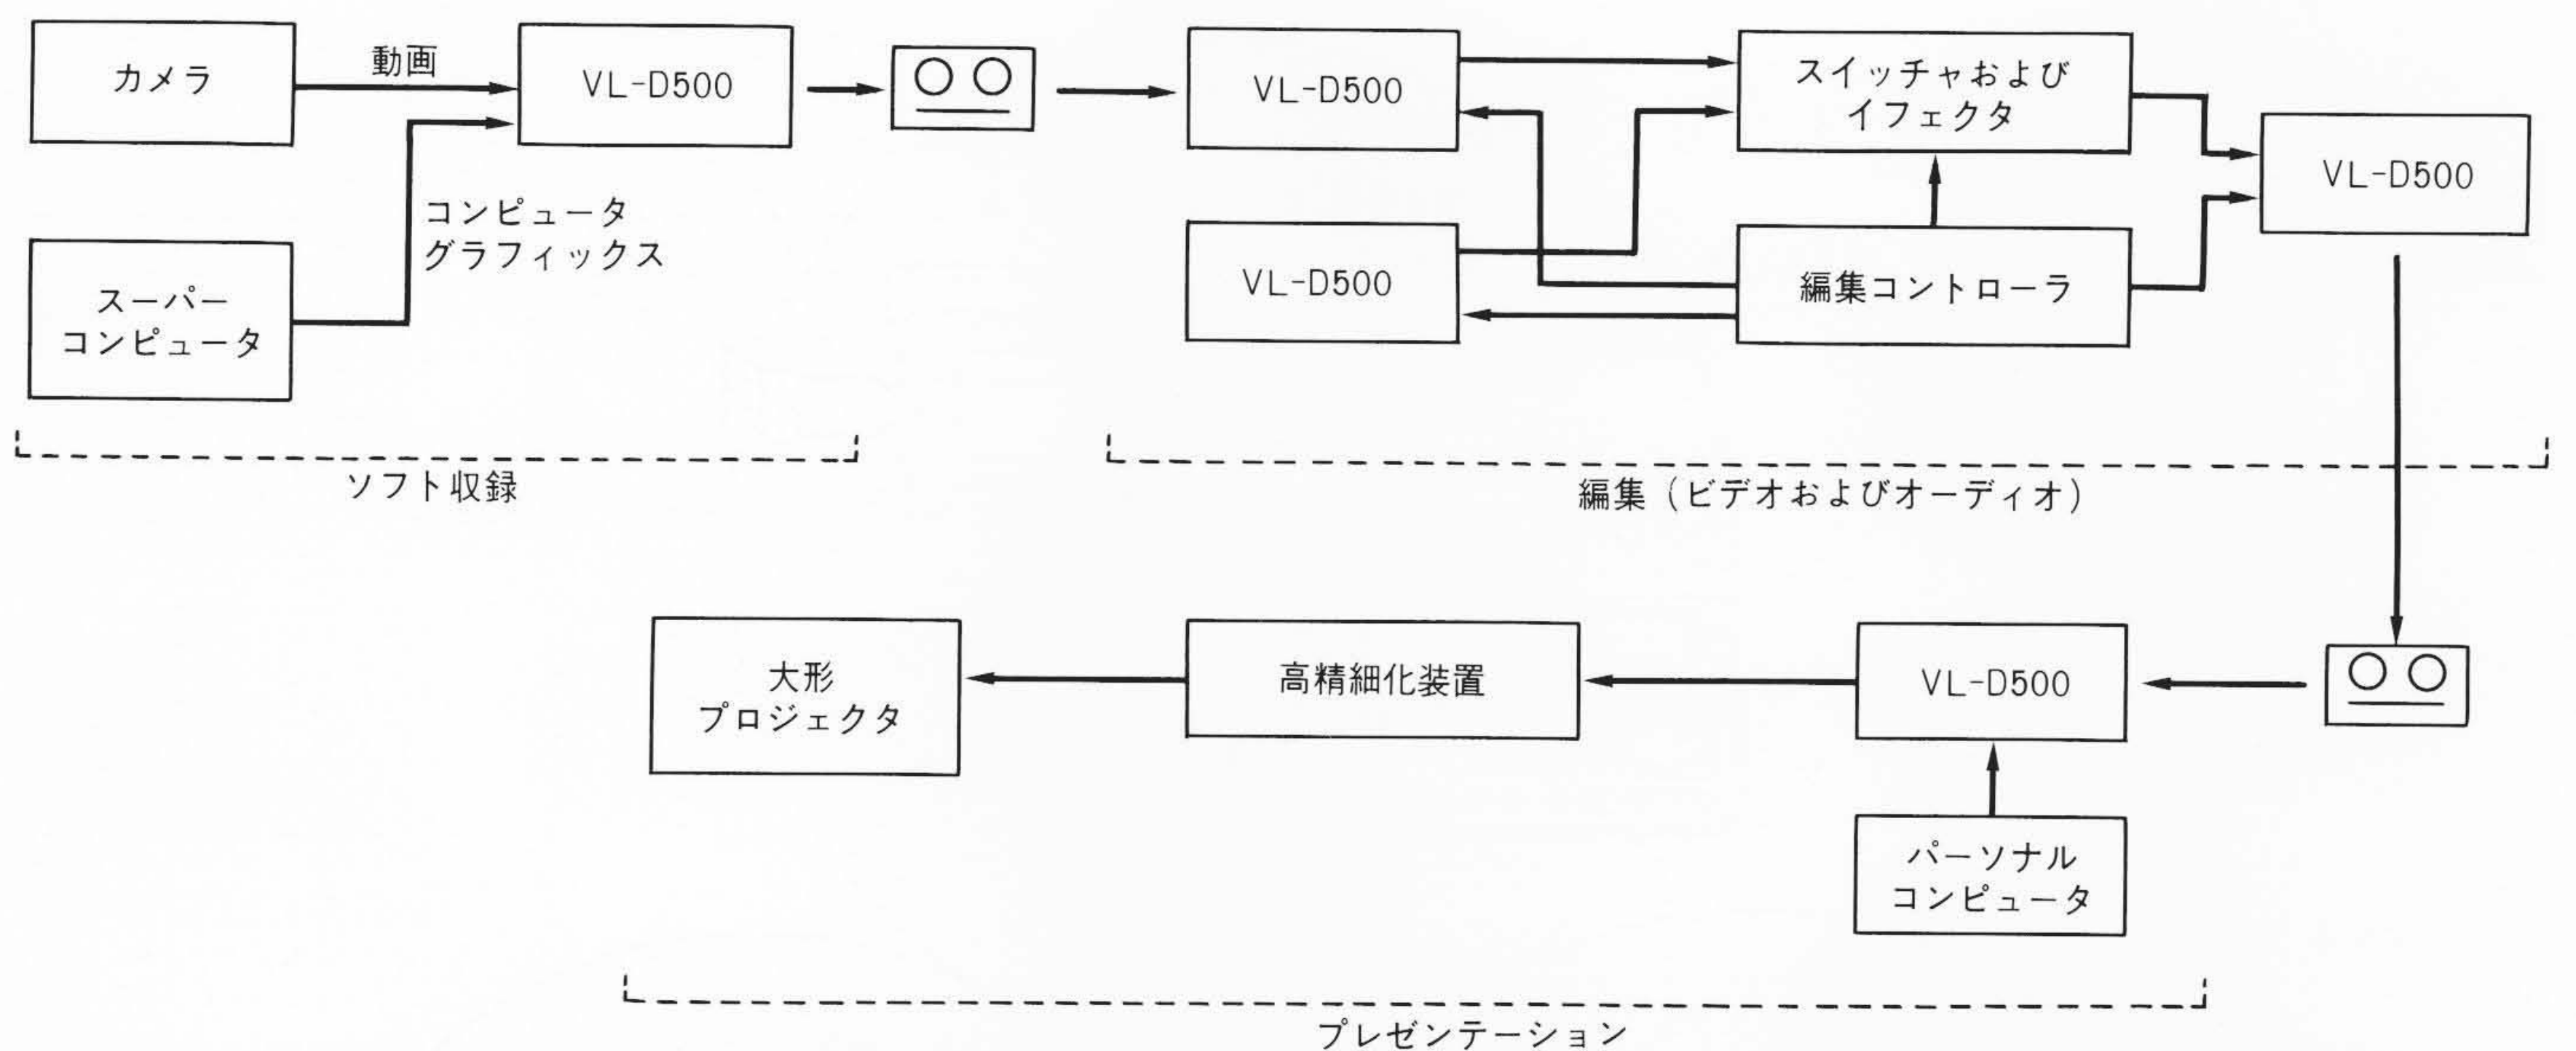 カメラ
動画
VL-D500
コンピュータ
グラフィックス
スーパー
コンピュータ
ソフト収録
VL-D500
VL-D500
スイッチャおよび
イフェクタ
編集コントローラ
VL-D500
編集(ビデオおよびオーディオ)
大形
プロジェクタ
高精細化装置
VL-D500
パーソナル
コンピュータ
プレゼンテーション